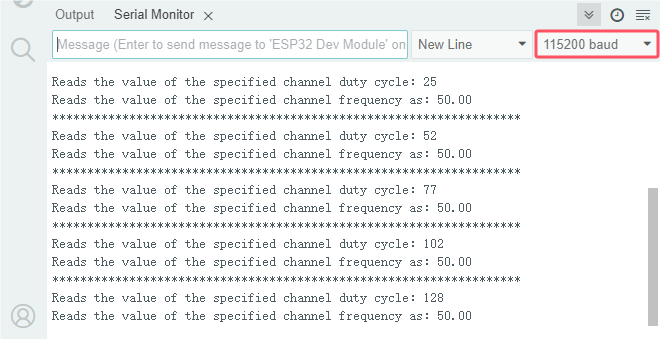 Output Serial Monitor
Message (Enter to send message to 'ESP32 Dev Module' on New Line 115200 baud
Reads the value of the specified channel duty cycle: 25
Reads the value of the specified channel frequency as: 50.00
*******************************************************************
Reads the value of the specified channel duty cycle: 52
Reads the value of the specified channel frequency as: 50.00
*******************************************************************
Reads the value of the specified channel duty cycle: 77
Reads the value of the specified channel frequency as: 50.00
*******************************************************************
Reads the value of the specified channel duty cycle: 102
Reads the value of the specified channel frequency as: 50.00
*******************************************************************
Reads the value of the specified channel duty cycle: 128
Reads the value of the specified channel frequency as: 50.00